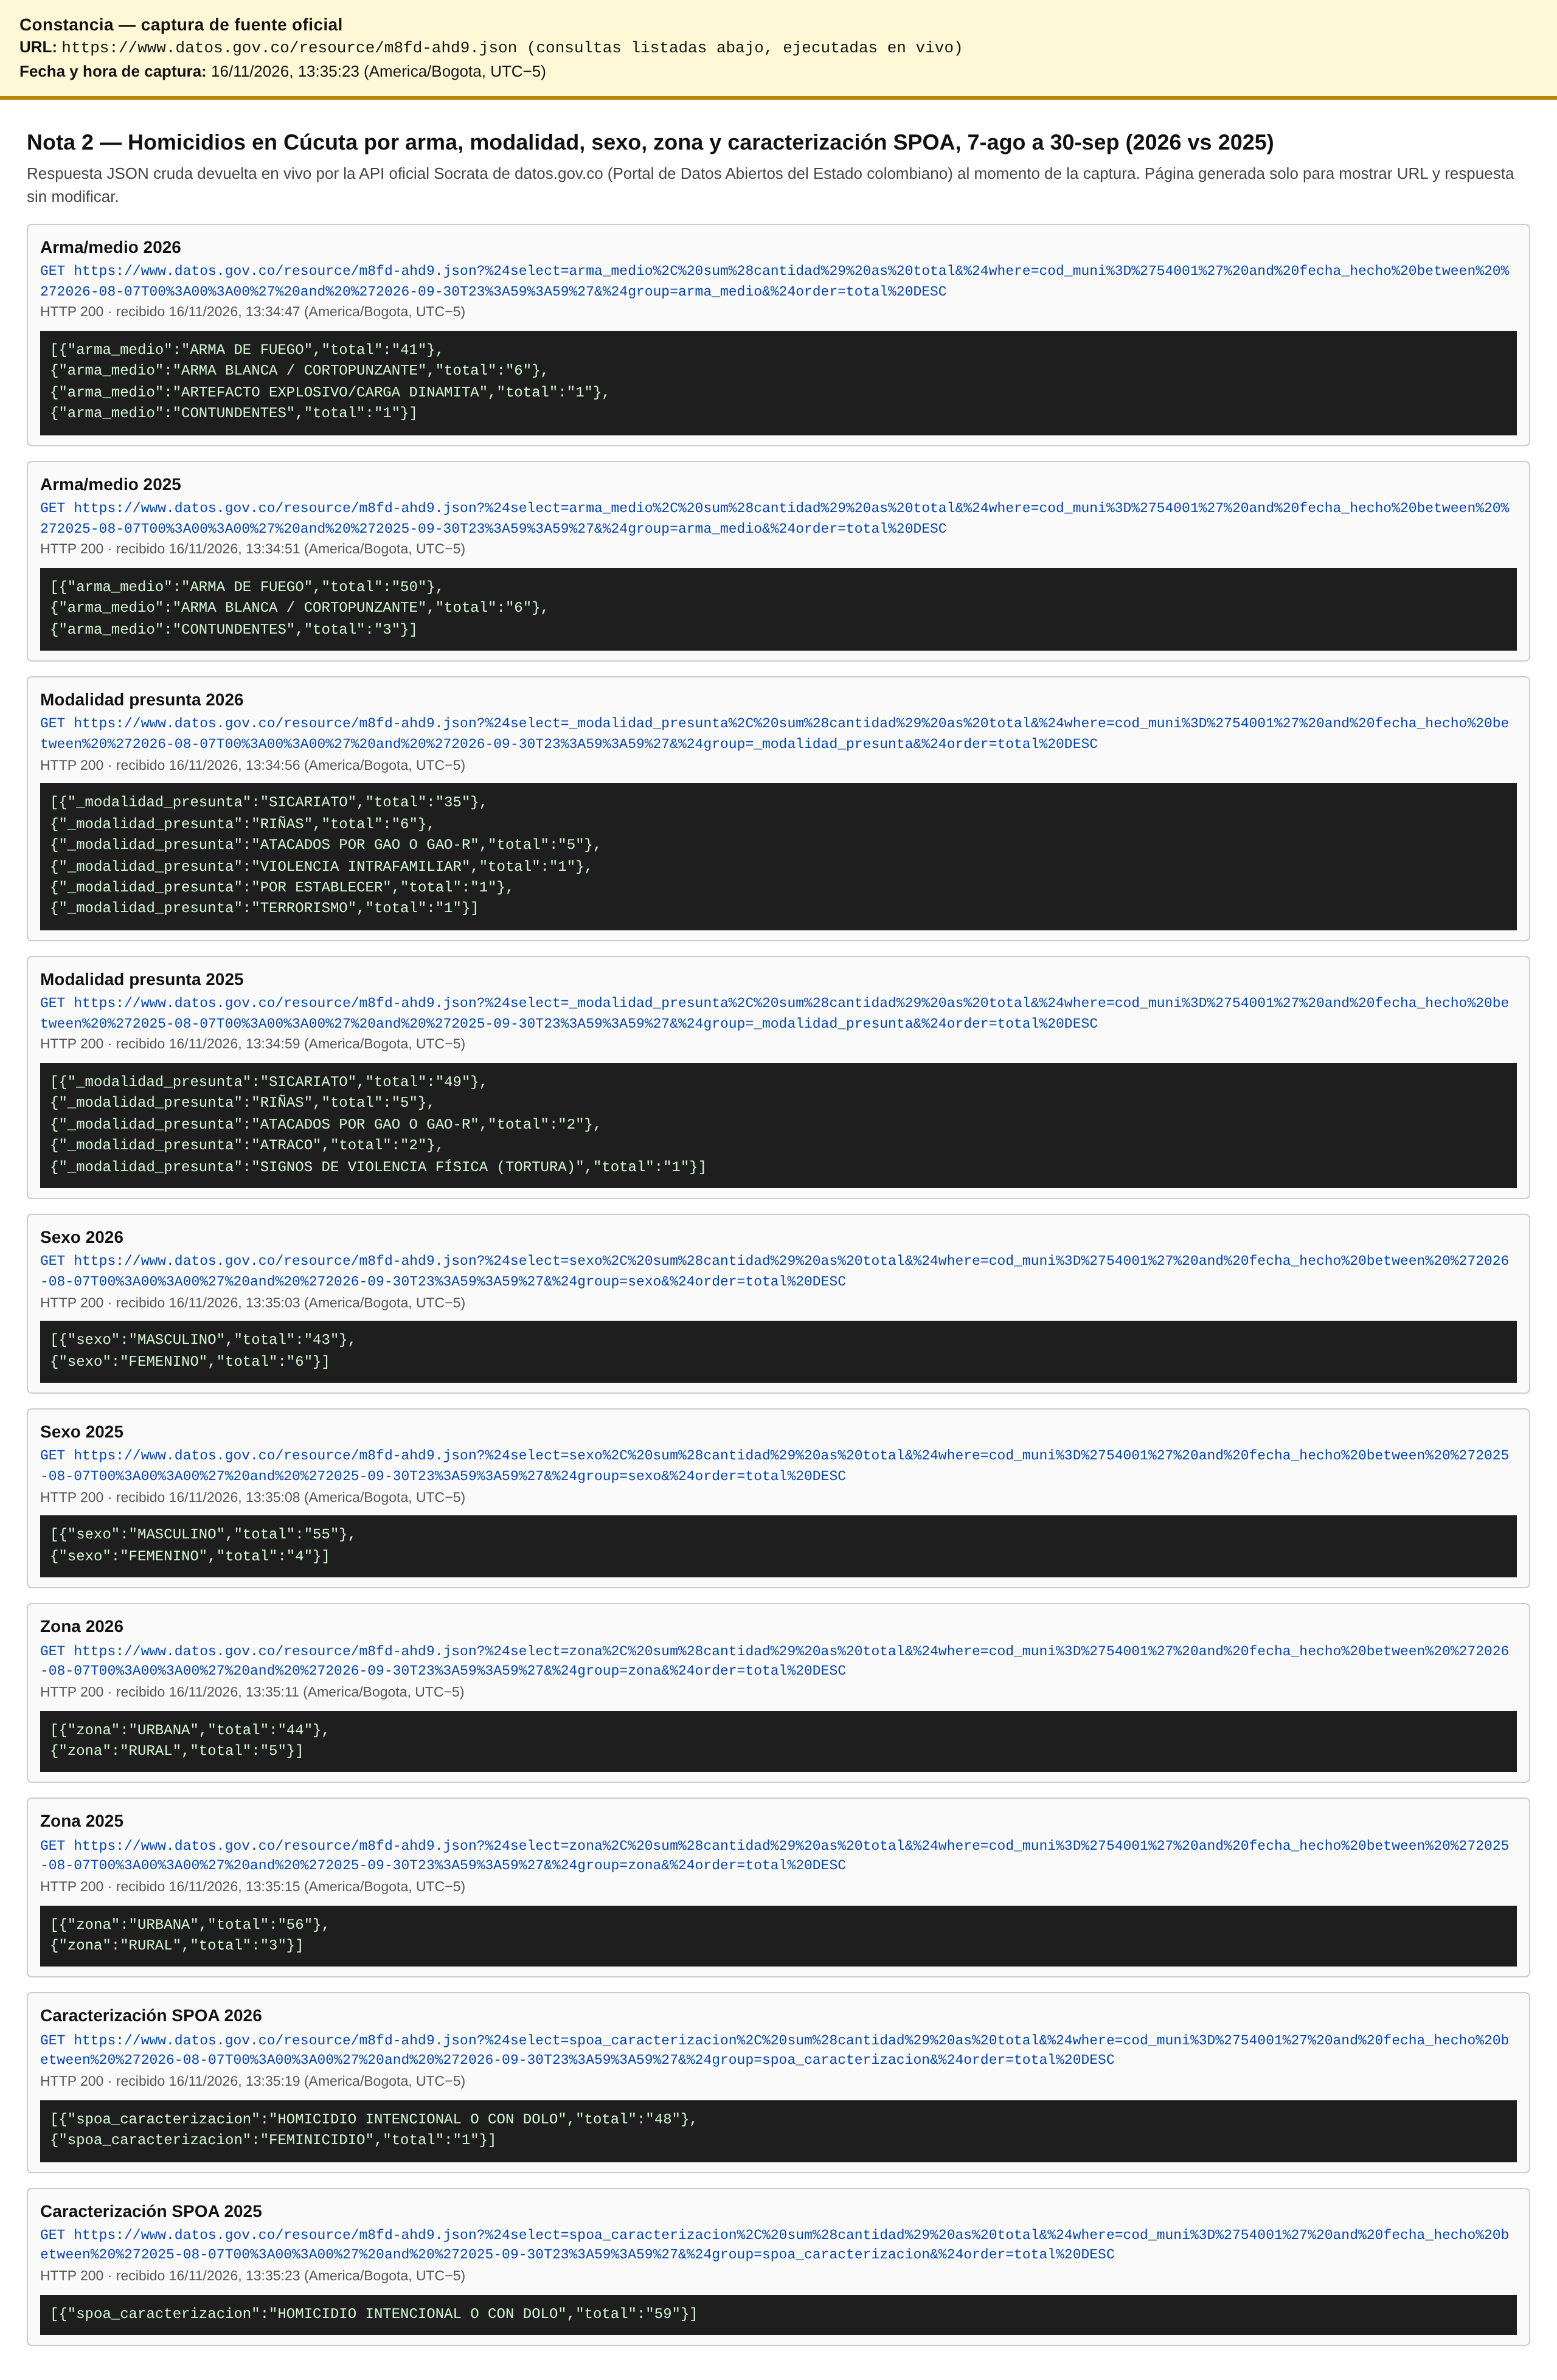 Constancia — captura de fuente oficial
URL: https://www.datos.gov.co/resource/m8fd-ahd9.json (consultas listadas abajo, ejecutadas en vivo)
Fecha y hora de captura: 16/11/2026, 13:35:23 (America/Bogota, UTC−5)
Nota 2 — Homicidios en Cúcuta por arma, modalidad, sexo, zona y caracterización SPOA, 7-ago a 30-sep (2026 vs 2025)
Respuesta JSON cruda devuelta en vivo por la API oficial Socrata de datos.gov.co (Portal de Datos Abiertos del Estado colombiano) al momento de la captura. Página generada solo para mostrar URL y respuesta
sin modificar.
Arma/medio 2026
GET https://www.datos.gov.co/resource/m8fd-ahd9.json?%24select=arma_medio%2C%20sum%28cantidad%29%20as%20total&%24where=cod_muni%3D%2754001%27%20and%20fecha_hecho%20between%20%
272026-08-07T00%3A00%3A00%27%20and%20%272026-09-30T23%3A59%3A59%27&%24group=arma_medio&%24order=total%20DESC
HTTP 200 · recibido 16/11/2026, 13:34:47 (America/Bogota, UTC−5)
[{"arma_medio":"ARMA DE FUEGO","total":"41"},
{"arma_medio":"ARMA BLANCA / CORTOPUNZANTE","total":"6"},
{"arma_medio":"ARTEFACTO EXPLOSIVO/CARGA DINAMITA","total":"1"},
{"arma_medio":"CONTUNDENTES","total":"1"}]
Arma/medio 2025
GET https://www.datos.gov.co/resource/m8fd-ahd9.json?%24select=arma_medio%2C%20sum%28cantidad%29%20as%20total&%24where=cod_muni%3D%2754001%27%20and%20fecha_hecho%20between%20%
272025-08-07T00%3A00%3A00%27%20and%20%272025-09-30T23%3A59%3A59%27&%24group=arma_medio&%24order=total%20DESC
HTTP 200 · recibido 16/11/2026, 13:34:51 (America/Bogota, UTC−5)
[{"arma_medio":"ARMA DE FUEGO","total":"50"},
{"arma_medio":"ARMA BLANCA / CORTOPUNZANTE","total":"6"},
{"arma_medio":"CONTUNDENTES","total":"3"}]
Modalidad presunta 2026
GET https://www.datos.gov.co/resource/m8fd-ahd9.json?%24select=_modalidad_presunta%2C%20sum%28cantidad%29%20as%20total&%24where=cod_muni%3D%2754001%27%20and%20fecha_hecho%20be
tween%20%272026-08-07T00%3A00%3A00%27%20and%20%272026-09-30T23%3A59%3A59%27&%24group=_modalidad_presunta&%24order=total%20DESC
HTTP 200 · recibido 16/11/2026, 13:34:56 (America/Bogota, UTC−5)
[{"_modalidad_presunta":"SICARIATO","total":"35"},
{"_modalidad_presunta":"RIÑAS","total":"6"},
{"_modalidad_presunta":"ATACADOS POR GAO O GAO-R","total":"5"},
{"_modalidad_presunta":"VIOLENCIA INTRAFAMILIAR","total":"1"},
{"_modalidad_presunta":"POR ESTABLECER","total":"1"},
{"_modalidad_presunta":"TERRORISMO","total":"1"}]
Modalidad presunta 2025
GET https://www.datos.gov.co/resource/m8fd-ahd9.json?%24select=_modalidad_presunta%2C%20sum%28cantidad%29%20as%20total&%24where=cod_muni%3D%2754001%27%20and%20fecha_hecho%20be
tween%20%272025-08-07T00%3A00%3A00%27%20and%20%272025-09-30T23%3A59%3A59%27&%24group=_modalidad_presunta&%24order=total%20DESC
HTTP 200 · recibido 16/11/2026, 13:34:59 (America/Bogota, UTC−5)
[{"_modalidad_presunta":"SICARIATO","total":"49"},
{"_modalidad_presunta":"RIÑAS","total":"5"},
{"_modalidad_presunta":"ATACADOS POR GAO O GAO-R","total":"2"},
{"_modalidad_presunta":"ATRACO","total":"2"},
{"_modalidad_presunta":"SIGNOS DE VIOLENCIA FÍSICA (TORTURA)","total":"1"}]
Sexo 2026
GET https://www.datos.gov.co/resource/m8fd-ahd9.json?%24select=sexo%2C%20sum%28cantidad%29%20as%20total&%24where=cod_muni%3D%2754001%27%20and%20fecha_hecho%20between%20%272026
-08-07T00%3A00%3A00%27%20and%20%272026-09-30T23%3A59%3A59%27&%24group=sexo&%24order=total%20DESC
HTTP 200 · recibido 16/11/2026, 13:35:03 (America/Bogota, UTC−5)
[{"sexo":"MASCULINO","total":"43"},
{"sexo":"FEMENINO","total":"6"}]
Sexo 2025
GET https://www.datos.gov.co/resource/m8fd-ahd9.json?%24select=sexo%2C%20sum%28cantidad%29%20as%20total&%24where=cod_muni%3D%2754001%27%20and%20fecha_hecho%20between%20%272025
-08-07T00%3A00%3A00%27%20and%20%272025-09-30T23%3A59%3A59%27&%24group=sexo&%24order=total%20DESC
HTTP 200 · recibido 16/11/2026, 13:35:08 (America/Bogota, UTC−5)
[{"sexo":"MASCULINO","total":"55"},
{"sexo":"FEMENINO","total":"4"}]
Zona 2026
GET https://www.datos.gov.co/resource/m8fd-ahd9.json?%24select=zona%2C%20sum%28cantidad%29%20as%20total&%24where=cod_muni%3D%2754001%27%20and%20fecha_hecho%20between%20%272026
-08-07T00%3A00%3A00%27%20and%20%272026-09-30T23%3A59%3A59%27&%24group=zona&%24order=total%20DESC
HTTP 200 · recibido 16/11/2026, 13:35:11 (America/Bogota, UTC−5)
[{"zona":"URBANA","total":"44"},
{"zona":"RURAL","total":"5"}]
Zona 2025
GET https://www.datos.gov.co/resource/m8fd-ahd9.json?%24select=zona%2C%20sum%28cantidad%29%20as%20total&%24where=cod_muni%3D%2754001%27%20and%20fecha_hecho%20between%20%272025
-08-07T00%3A00%3A00%27%20and%20%272025-09-30T23%3A59%3A59%27&%24group=zona&%24order=total%20DESC
HTTP 200 · recibido 16/11/2026, 13:35:15 (America/Bogota, UTC−5)
[{"zona":"URBANA","total":"56"},
{"zona":"RURAL","total":"3"}]
Caracterización SPOA 2026
GET https://www.datos.gov.co/resource/m8fd-ahd9.json?%24select=spoa_caracterizacion%2C%20sum%28cantidad%29%20as%20total&%24where=cod_muni%3D%2754001%27%20and%20fecha_hecho%20b
etween%20%272026-08-07T00%3A00%3A00%27%20and%20%272026-09-30T23%3A59%3A59%27&%24group=spoa_caracterizacion&%24order=total%20DESC
HTTP 200 · recibido 16/11/2026, 13:35:19 (America/Bogota, UTC−5)
[{"spoa_caracterizacion":"HOMICIDIO INTENCIONAL O CON DOLO","total":"48"},
{"spoa_caracterizacion":"FEMINICIDIO","total":"1"}]
Caracterización SPOA 2025
GET https://www.datos.gov.co/resource/m8fd-ahd9.json?%24select=spoa_caracterizacion%2C%20sum%28cantidad%29%20as%20total&%24where=cod_muni%3D%2754001%27%20and%20fecha_hecho%20b
etween%20%272025-08-07T00%3A00%3A00%27%20and%20%272025-09-30T23%3A59%3A59%27&%24group=spoa_caracterizacion&%24order=total%20DESC
HTTP 200 · recibido 16/11/2026, 13:35:23 (America/Bogota, UTC−5)
[{"spoa_caracterizacion":"HOMICIDIO INTENCIONAL O CON DOLO","total":"59"}]